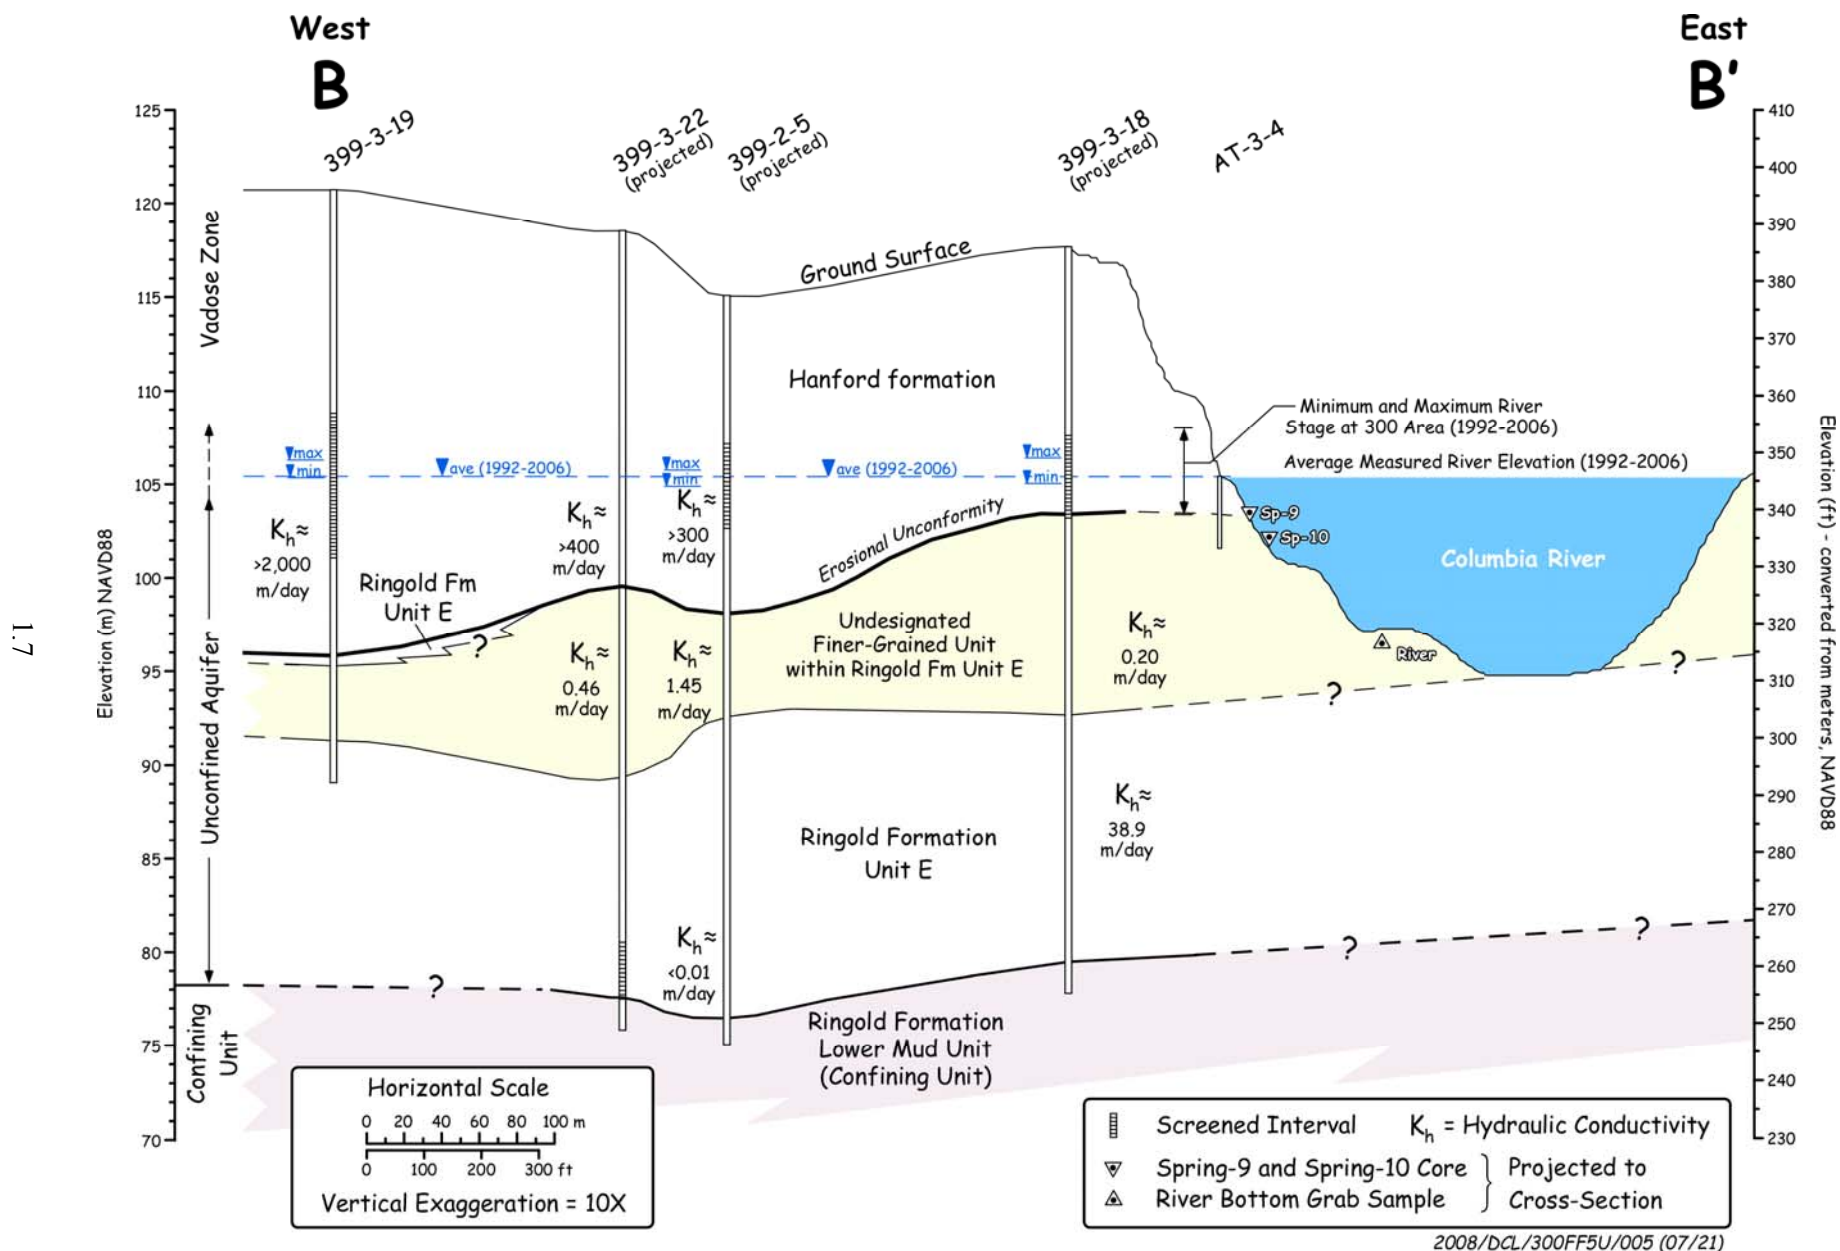 West
B
East
B'
399-3-19
399-3-22
(projected)
399-2-5
(projected)
399-3-18
(projected)
AT-3-4
125
120
115
110
105
100
95
90
85
80
75
70
Elevation (m) NAVD88
410
400
390
380
370
360
350
340
330
320
310
300
290
280
270
260
250
240
230
Elevation (ft) - converted from meters, NAVD88
Vadose Zone
Unconfined Aquifer
Confining
Unit
Ground Surface
Hanford formation
Minimum and Maximum River
Stage at 300 Area (1992-2006)
Average Measured River Elevation (1992-2006)
max
min
ave (1992-2006)
max
min
ave (1992-2006)
max
min
Kh≈
>2,000
m/day
Kh≈
>400
m/day
Kh≈
>300
m/day
Erosional Unconformity
Sp-9
Sp-10
Columbia River
River
Ringold Fm
Unit E
?
Kh≈
0.46
m/day
Kh≈
1.45
m/day
Undesignated
Finer-Grained Unit
within Ringold Fm Unit E
Kh≈
0.20
m/day
?
?
Kh≈
38.9
m/day
Ringold Formation
Unit E
Kh≈
<0.01
m/day
?
?
?
Ringold Formation
Lower Mud Unit
(Confining Unit)
Horizontal Scale
0 20 40 60 80 100 m
0 100 200 300 ft
Vertical Exaggeration = 10X
Screened Interval
Kh = Hydraulic Conductivity
Spring-9 and Spring-10 Core
River Bottom Grab Sample
Projected to
Cross-Section
2008/DCL/300FF5U/005 (07/21)
1.7